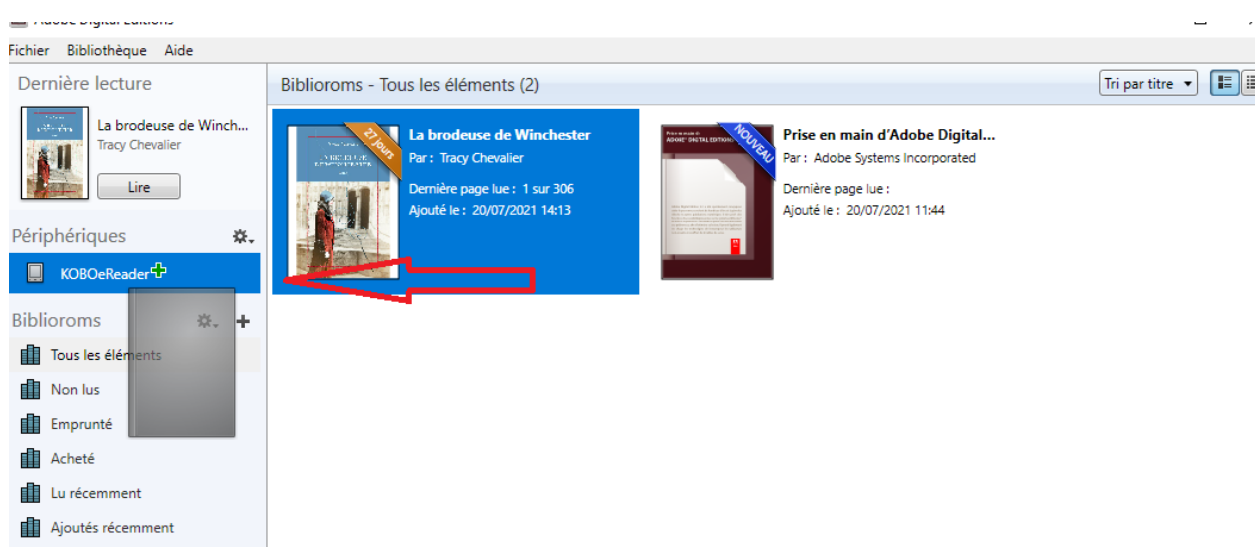 Adobe Digital Editions
Fichier Bibliothèque Aide
Dernière lecture
La brodeuse de Winch...
Tracy Chevalier
Lire
Périphériques
KOBOeReader
Biblioroms
Tous les éléments
Non lus
Emprunté
Acheté
Lu récemment
Ajoutés récemment
Biblioroms - Tous les éléments (2)
Tri par titre
27 jours
La brodeuse de Winchester
Par : Tracy Chevalier
Dernière page lue : 1 sur 306
Ajouté le : 20/07/2021 14:13
NOUVEAU
Prise en main d'Adobe Digital...
Par : Adobe Systems Incorporated
Dernière page lue :
Ajouté le : 20/07/2021 11:44